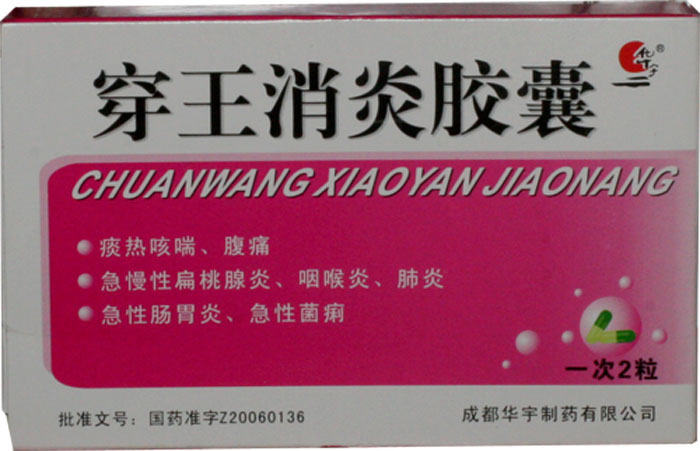 穿王消炎胶囊
®
CHUANWANG XIAOYAN JIAONANG
痰热咳喘、腹痛
急慢性扁桃腺炎、咽喉炎、肺炎
急性肠胃炎、急性菌痢
一次2粒
批准文号：国药准字Z20060136
成都华宇制药有限公司